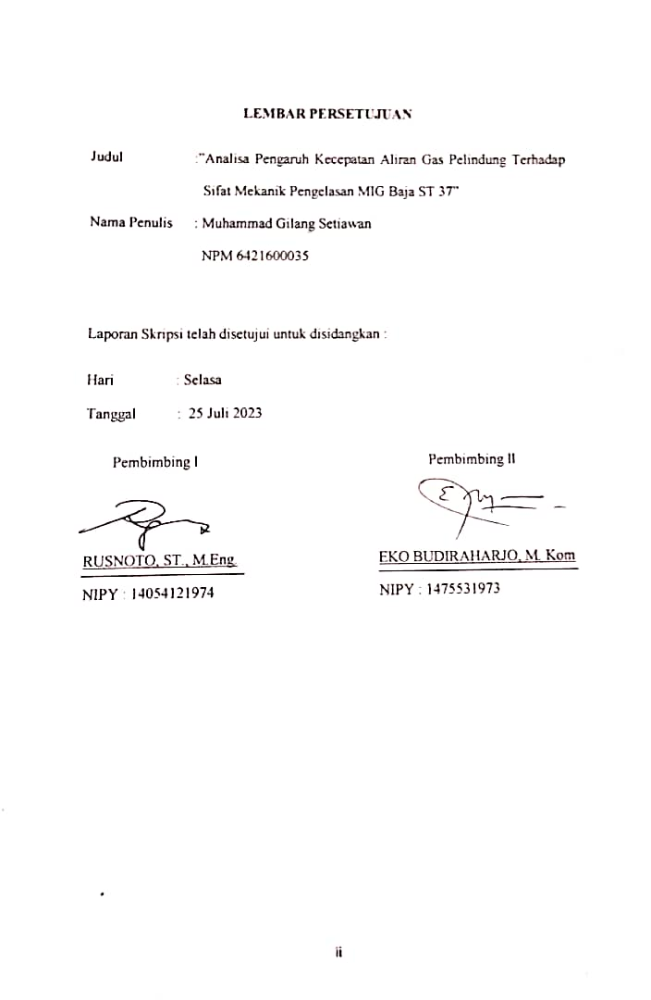 LEMBAR PERSETUJUAN
Judul :"Analisa Pengaruh Kecepatan Aliran Gas Pelindung Terhadap
Sifat Mekanik Pengelasan MIG Baja ST 37"
Nama Penulis : Muhammad Gilang Setiawan
NPM 6421600035
Laporan Skripsi telah disetujui untuk disidangkan :
Hari : Selasa
Tanggal : 25 Juli 2023
Pembimbing I Pembimbing II
RUSNOTO, ST., M.Eng. EKO BUDIRAHARJO, M. Kom
NIPY : 14054121974 NIPY : 1475531973
ii